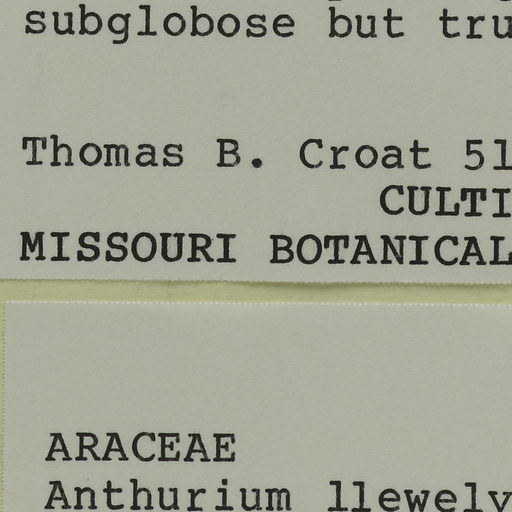 subglobose but tru
Thomas B. Croat 51
CULTI
MISSOURI BOTANICAL
ARACEAE
Anthurium llewely